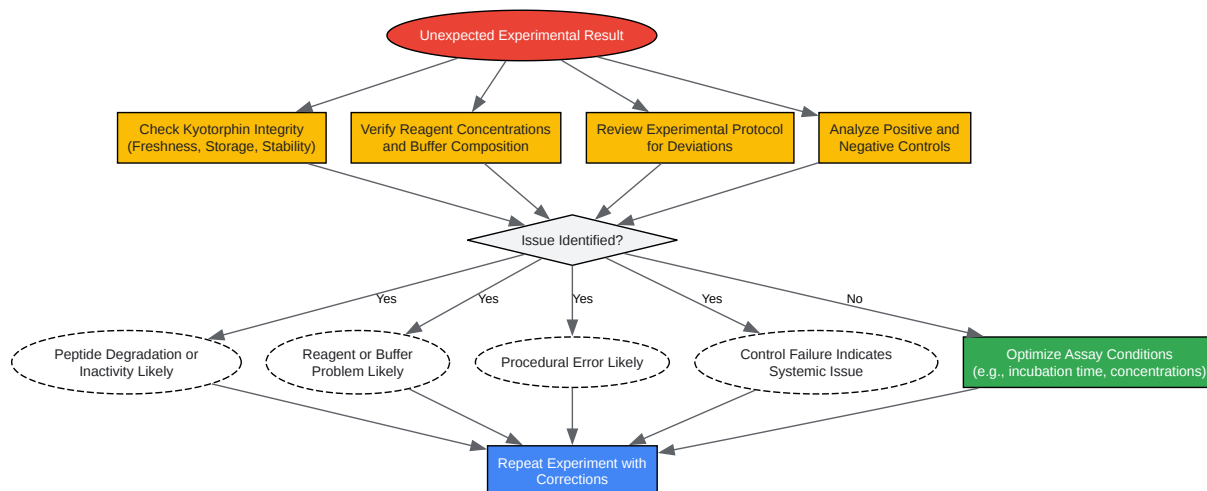 Unexpected Experimental Result
Check Kyotorphin Integrity
(Freshness, Storage, Stability)
Verify Reagent Concentrations
and Buffer Composition
Review Experimental Protocol
for Deviations
Analyze Positive and
Negative Controls
Issue Identified?
Yes
Yes
Yes
Yes
No
Peptide Degradation or
Inactivity Likely
Reagent or Buffer
Problem Likely
Procedural Error Likely
Control Failure Indicates
Systemic Issue
Optimize Assay Conditions
(e.g., incubation time, concentrations)
Repeat Experiment with
Corrections